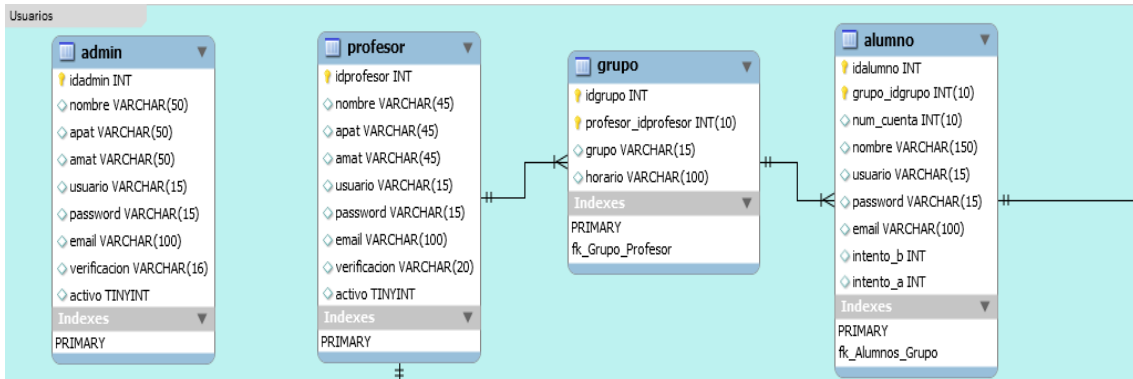 Usuarios
admin
idadmin INT
nombre VARCHAR(50)
apat VARCHAR(50)
amat VARCHAR(50)
usuario VARCHAR(15)
password VARCHAR(15)
email VARCHAR(100)
verificacion VARCHAR(16)
activo TINYINT
Indexes
PRIMARY
profesor
idprofesor INT
nombre VARCHAR(45)
apat VARCHAR(45)
amat VARCHAR(45)
usuario VARCHAR(15)
password VARCHAR(15)
email VARCHAR(100)
verificacion VARCHAR(20)
activo TINYINT
Indexes
PRIMARY
grupo
idgrupo INT
profesor_idprofesor INT(10)
grupo VARCHAR(15)
horario VARCHAR(100)
Indexes
PRIMARY
fk_Grupo_Profesor
alumno
idalumno INT
grupo_idgrupo INT(10)
num_cuenta INT(10)
nombre VARCHAR(150)
usuario VARCHAR(15)
password VARCHAR(15)
email VARCHAR(100)
intento_b INT
intento_a INT
Indexes
PRIMARY
fk_Alumnos_Grupo